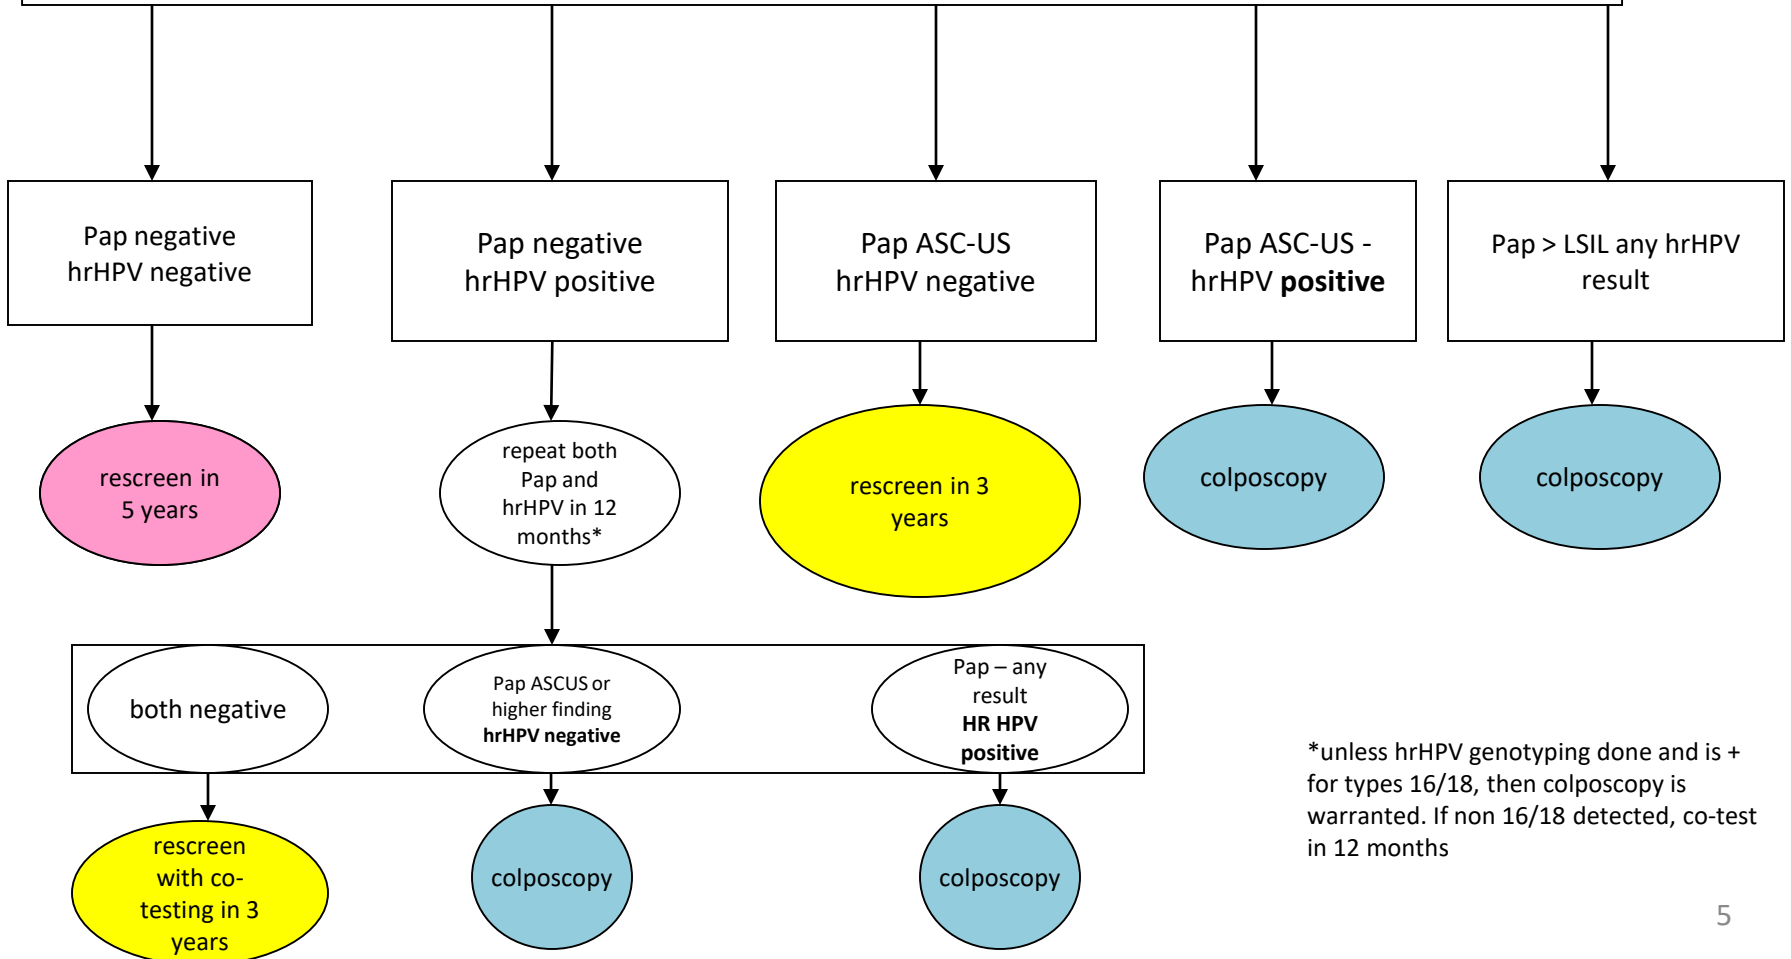 Pap negative
hrHPV negative
Pap negative
hrHPV positive
Pap ASC-US
hrHPV negative
Pap ASC-US -
hrHPV positive
Pap > LSIL any hrHPV
result
rescreen in
5 years
repeat both
Pap and
hrHPV in 12
months*
rescreen in 3
years
colposcopy
colposcopy
both negative
Pap ASCUS or
higher finding
hrHPV negative
Pap – any
result
HR HPV
positive
*unless hrHPV genotyping done and is +
for types 16/18, then colposcopy is
warranted. If non 16/18 detected, co-test
in 12 months
rescreen
with co-
testing in 3
years
colposcopy
colposcopy
5